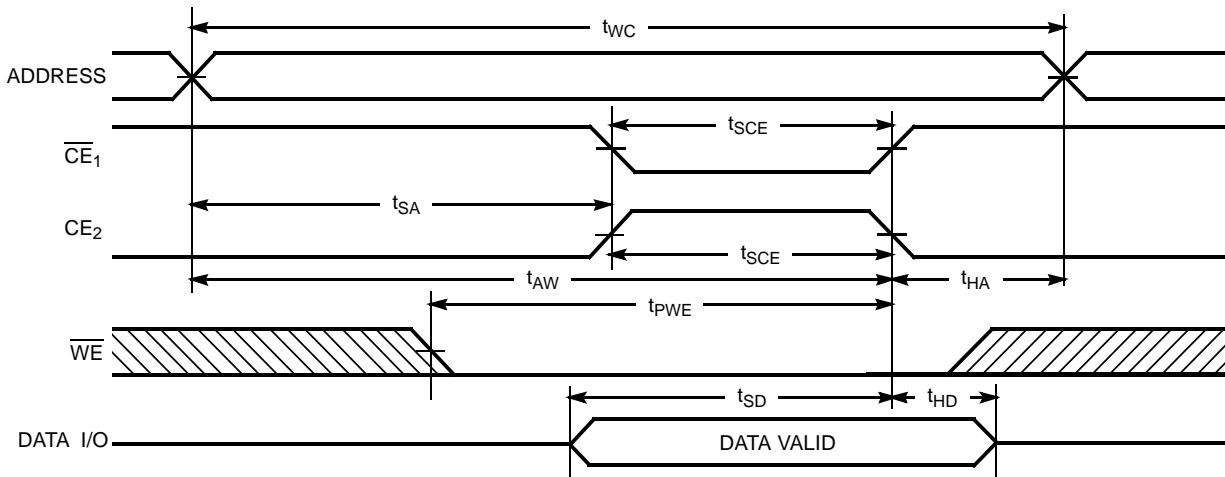 tWC
ADDRESS
tSCE
CE1
tSA
CE2
tSCE
tAW
tHA
tPWE
WE
tSD
tHD
DATA I/O
DATA VALID